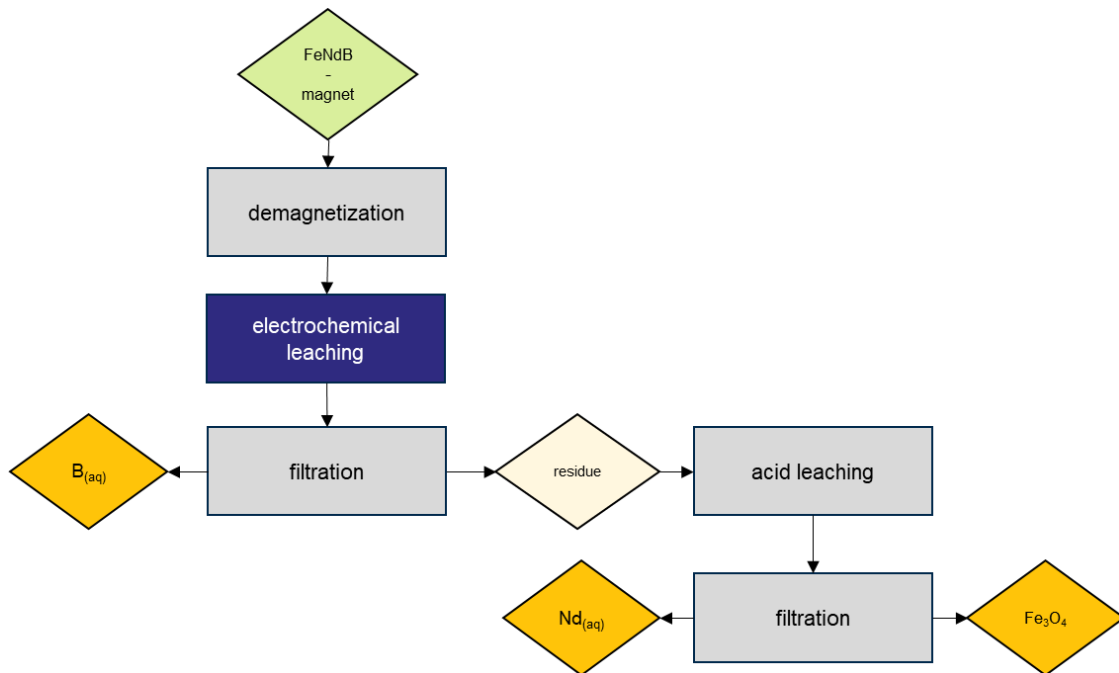 FeNdB
-
magnet
demagnetization
electrochemical
leaching
B(aq)
filtration
residue
acid leaching
Nd(aq)
filtration
Fe₃O₄